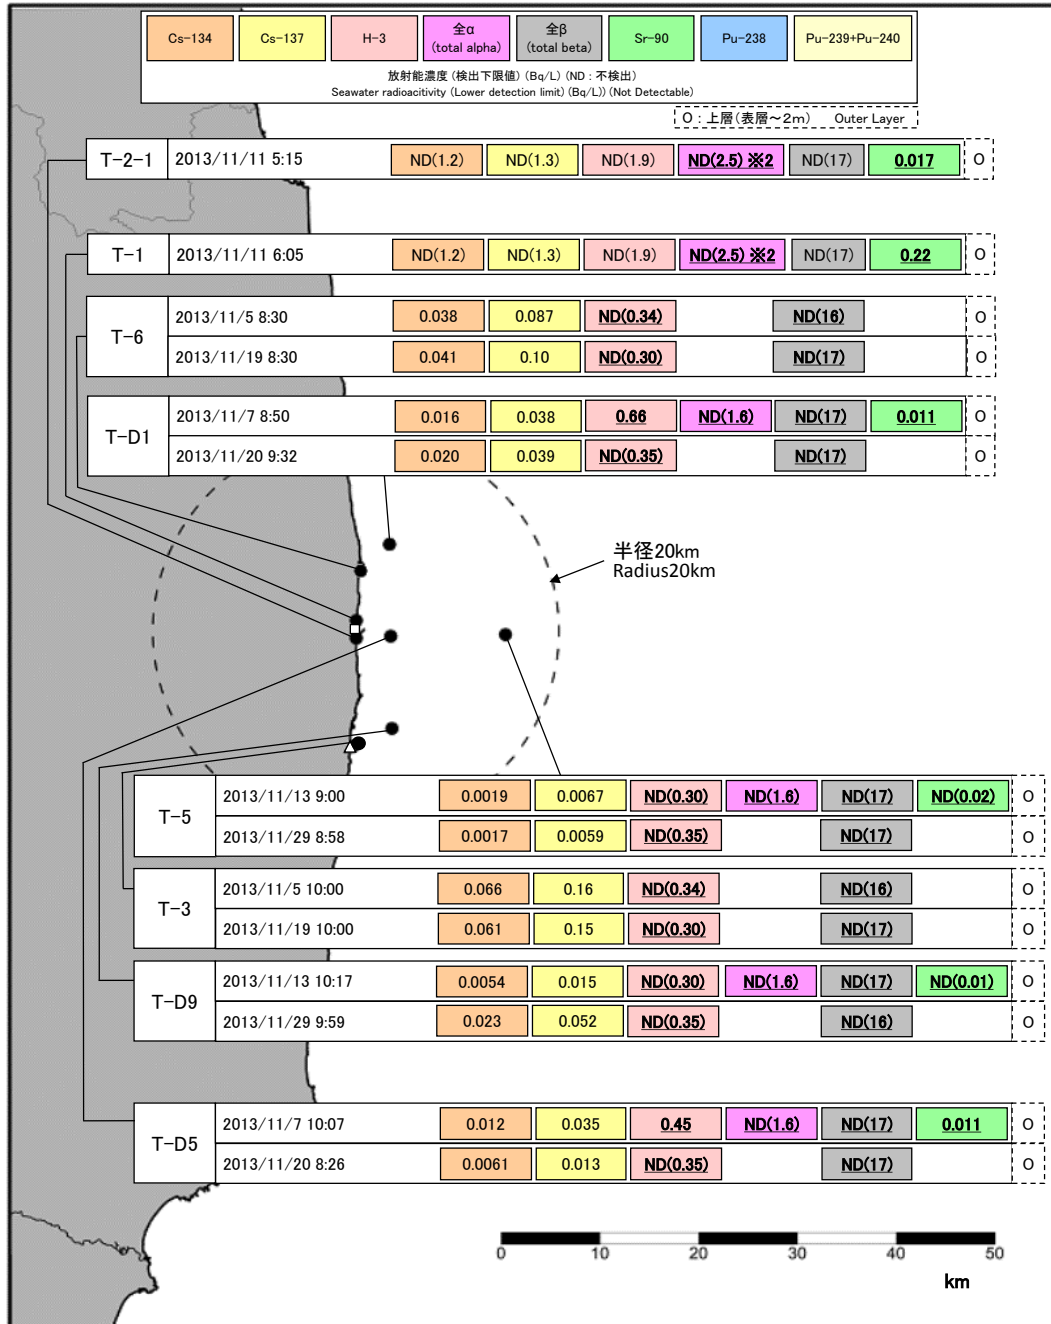 Cs-134 Cs-137 H-3 全α (total alpha) 全β (total beta) Sr-90 Pu-238 Pu-239+Pu-240
放射能濃度 (検出下限値) (Bq/L) (ND : 不検出)
Seawater radioacitivity (Lower detection limit) (Bq/L)) (Not Detectable)
O : 上層(表層～2m) Outer Layer
T-2-1 2013/11/11 5:15 ND(1.2) ND(1.3) ND(1.9) ND(2.5) ※2 ND(17) 0.017 O
T-1 2013/11/11 6:05 ND(1.2) ND(1.3) ND(1.9) ND(2.5) ※2 ND(17) 0.22 O
T-6 2013/11/5 8:30 0.038 0.087 ND(0.34) ND(16) O
2013/11/19 8:30 0.041 0.10 ND(0.30) ND(17) O
T-D1 2013/11/7 8:50 0.016 0.038 0.66 ND(1.6) ND(17) 0.011 O
2013/11/20 9:32 0.020 0.039 ND(0.35) ND(17) O
半径20km
Radius20km
T-5 2013/11/13 9:00 0.0019 0.0067 ND(0.30) ND(1.6) ND(17) ND(0.02) O
2013/11/29 8:58 0.0017 0.0059 ND(0.35) ND(17) O
T-3 2013/11/5 10:00 0.066 0.16 ND(0.34) ND(16) O
2013/11/19 10:00 0.061 0.15 ND(0.30) ND(17) O
T-D9 2013/11/13 10:17 0.0054 0.015 ND(0.30) ND(1.6) ND(17) ND(0.01) O
2013/11/29 9:59 0.023 0.052 ND(0.35) ND(16) O
T-D5 2013/11/7 10:07 0.012 0.035 0.45 ND(1.6) ND(17) 0.011 O
2013/11/20 8:26 0.0061 0.013 ND(0.35) ND(17) O
0 10 20 30 40 50
km